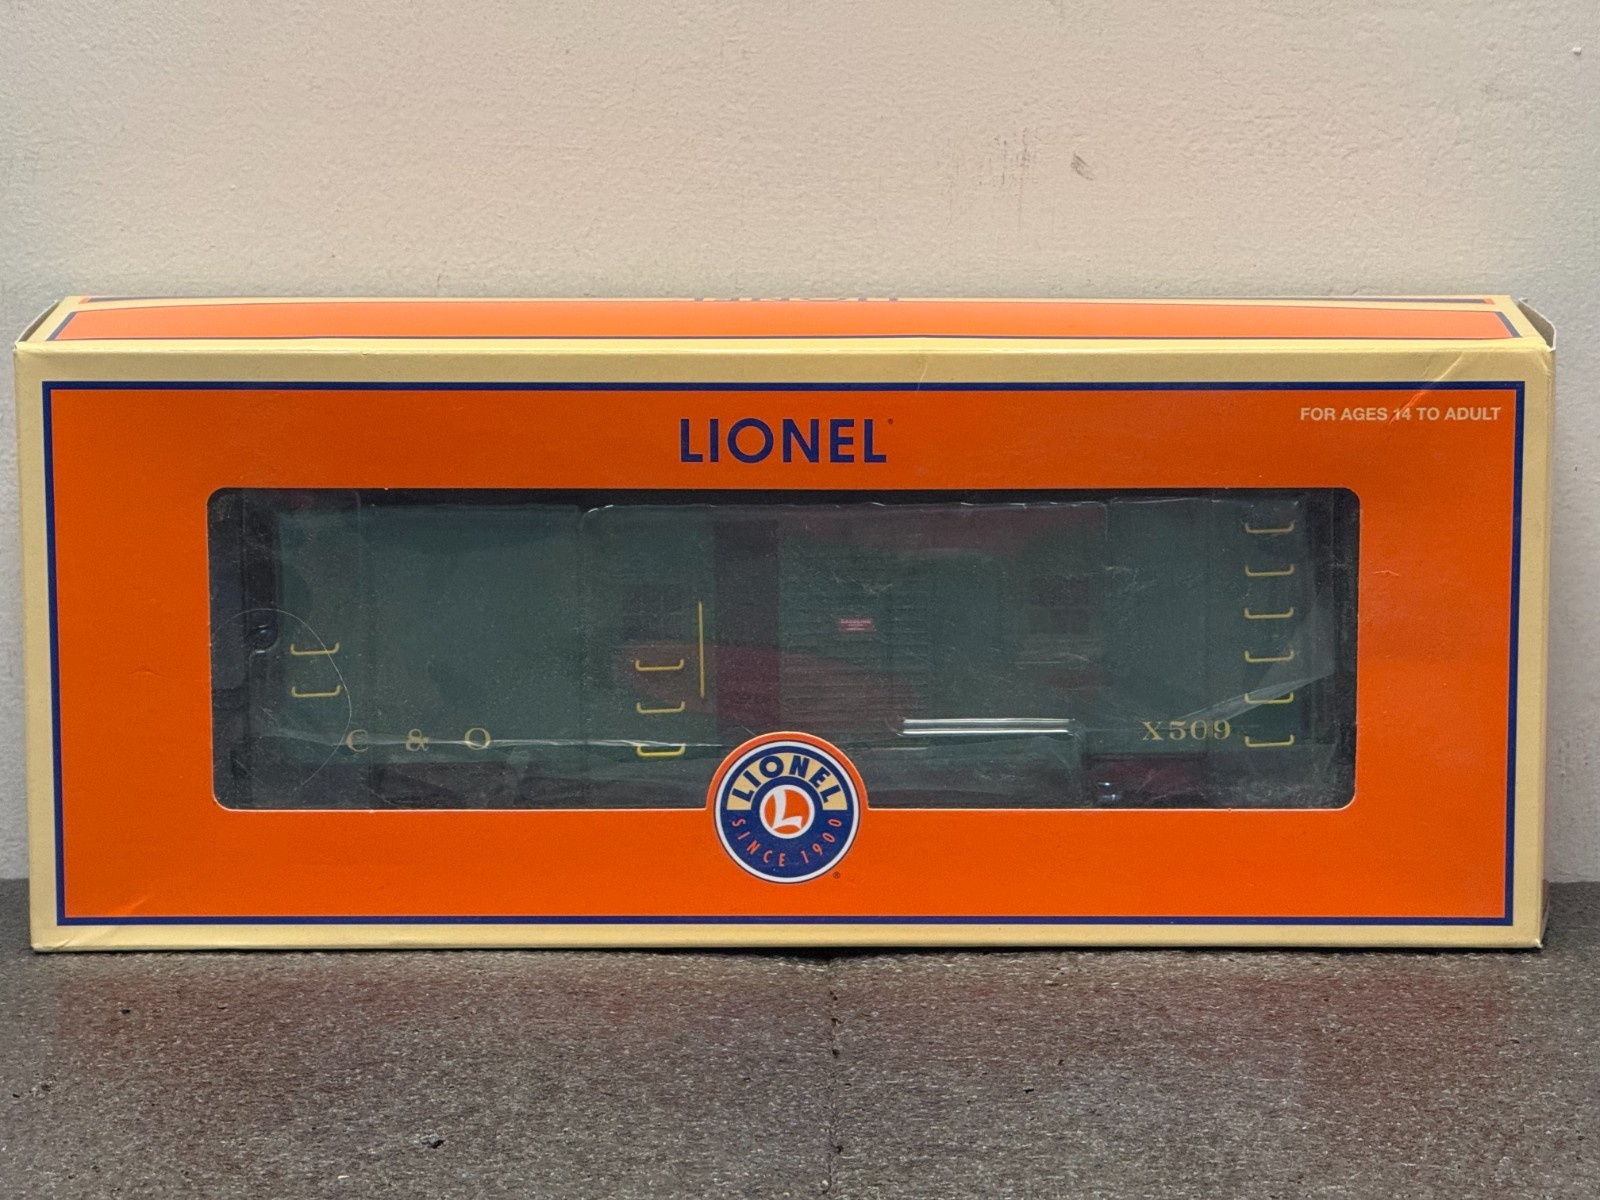 LIONEL
FOR AGES 14 TO ADULT
C & O
X509
LIONEL
L
SINCE 1900